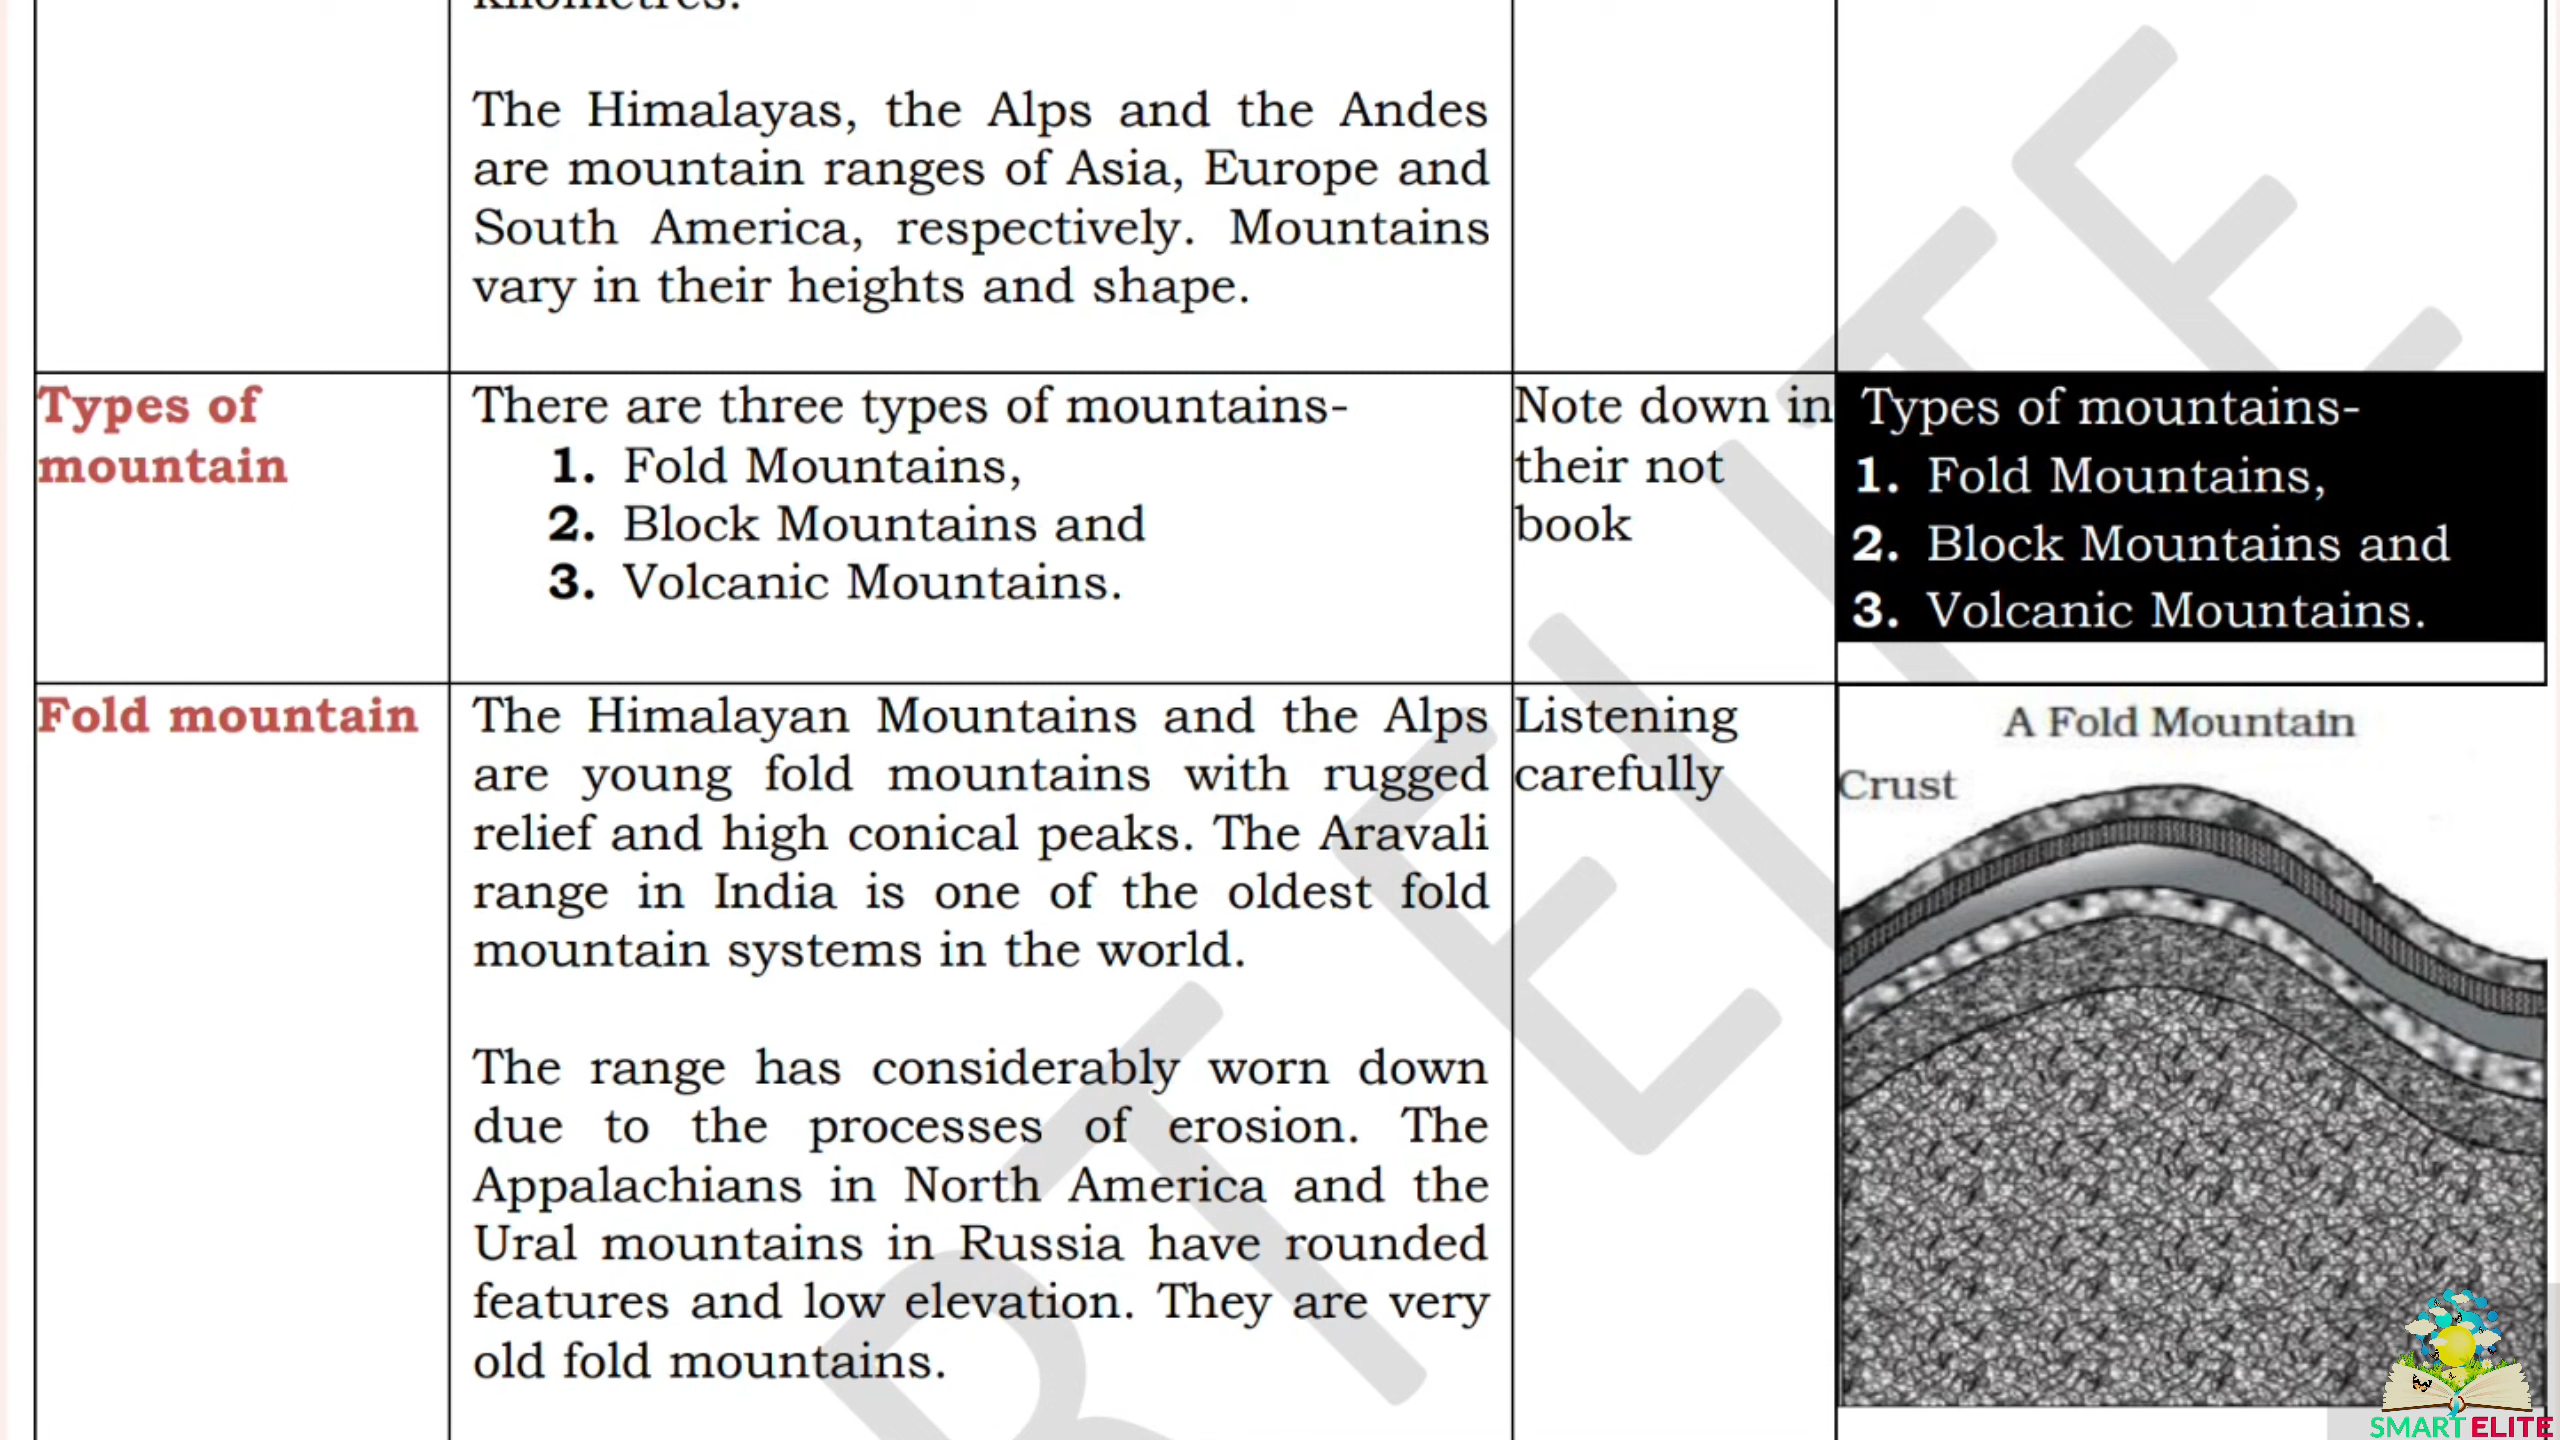 kilometres.
The Himalayas, the Alps and the Andes
are mountain ranges of Asia, Europe and
South America, respectively. Mountains
vary in their heights and shape.
Types of
mountain
There are three types of mountains-
1. Fold Mountains,
2. Block Mountains and
3. Volcanic Mountains.
Note down in
their not
book
Types of mountains-
1. Fold Mountains,
2. Block Mountains and
3. Volcanic Mountains.
Fold mountain
The Himalayan Mountains and the Alps
are young fold mountains with rugged
relief and high conical peaks. The Aravali
range in India is one of the oldest fold
mountain systems in the world.
The range has considerably worn down
due to the processes of erosion. The
Appalachians in North America and the
Ural mountains in Russia have rounded
features and low elevation. They are very
old fold mountains.
Listening
carefully
A Fold Mountain
Crust
RT ELITE
SMART ELITE